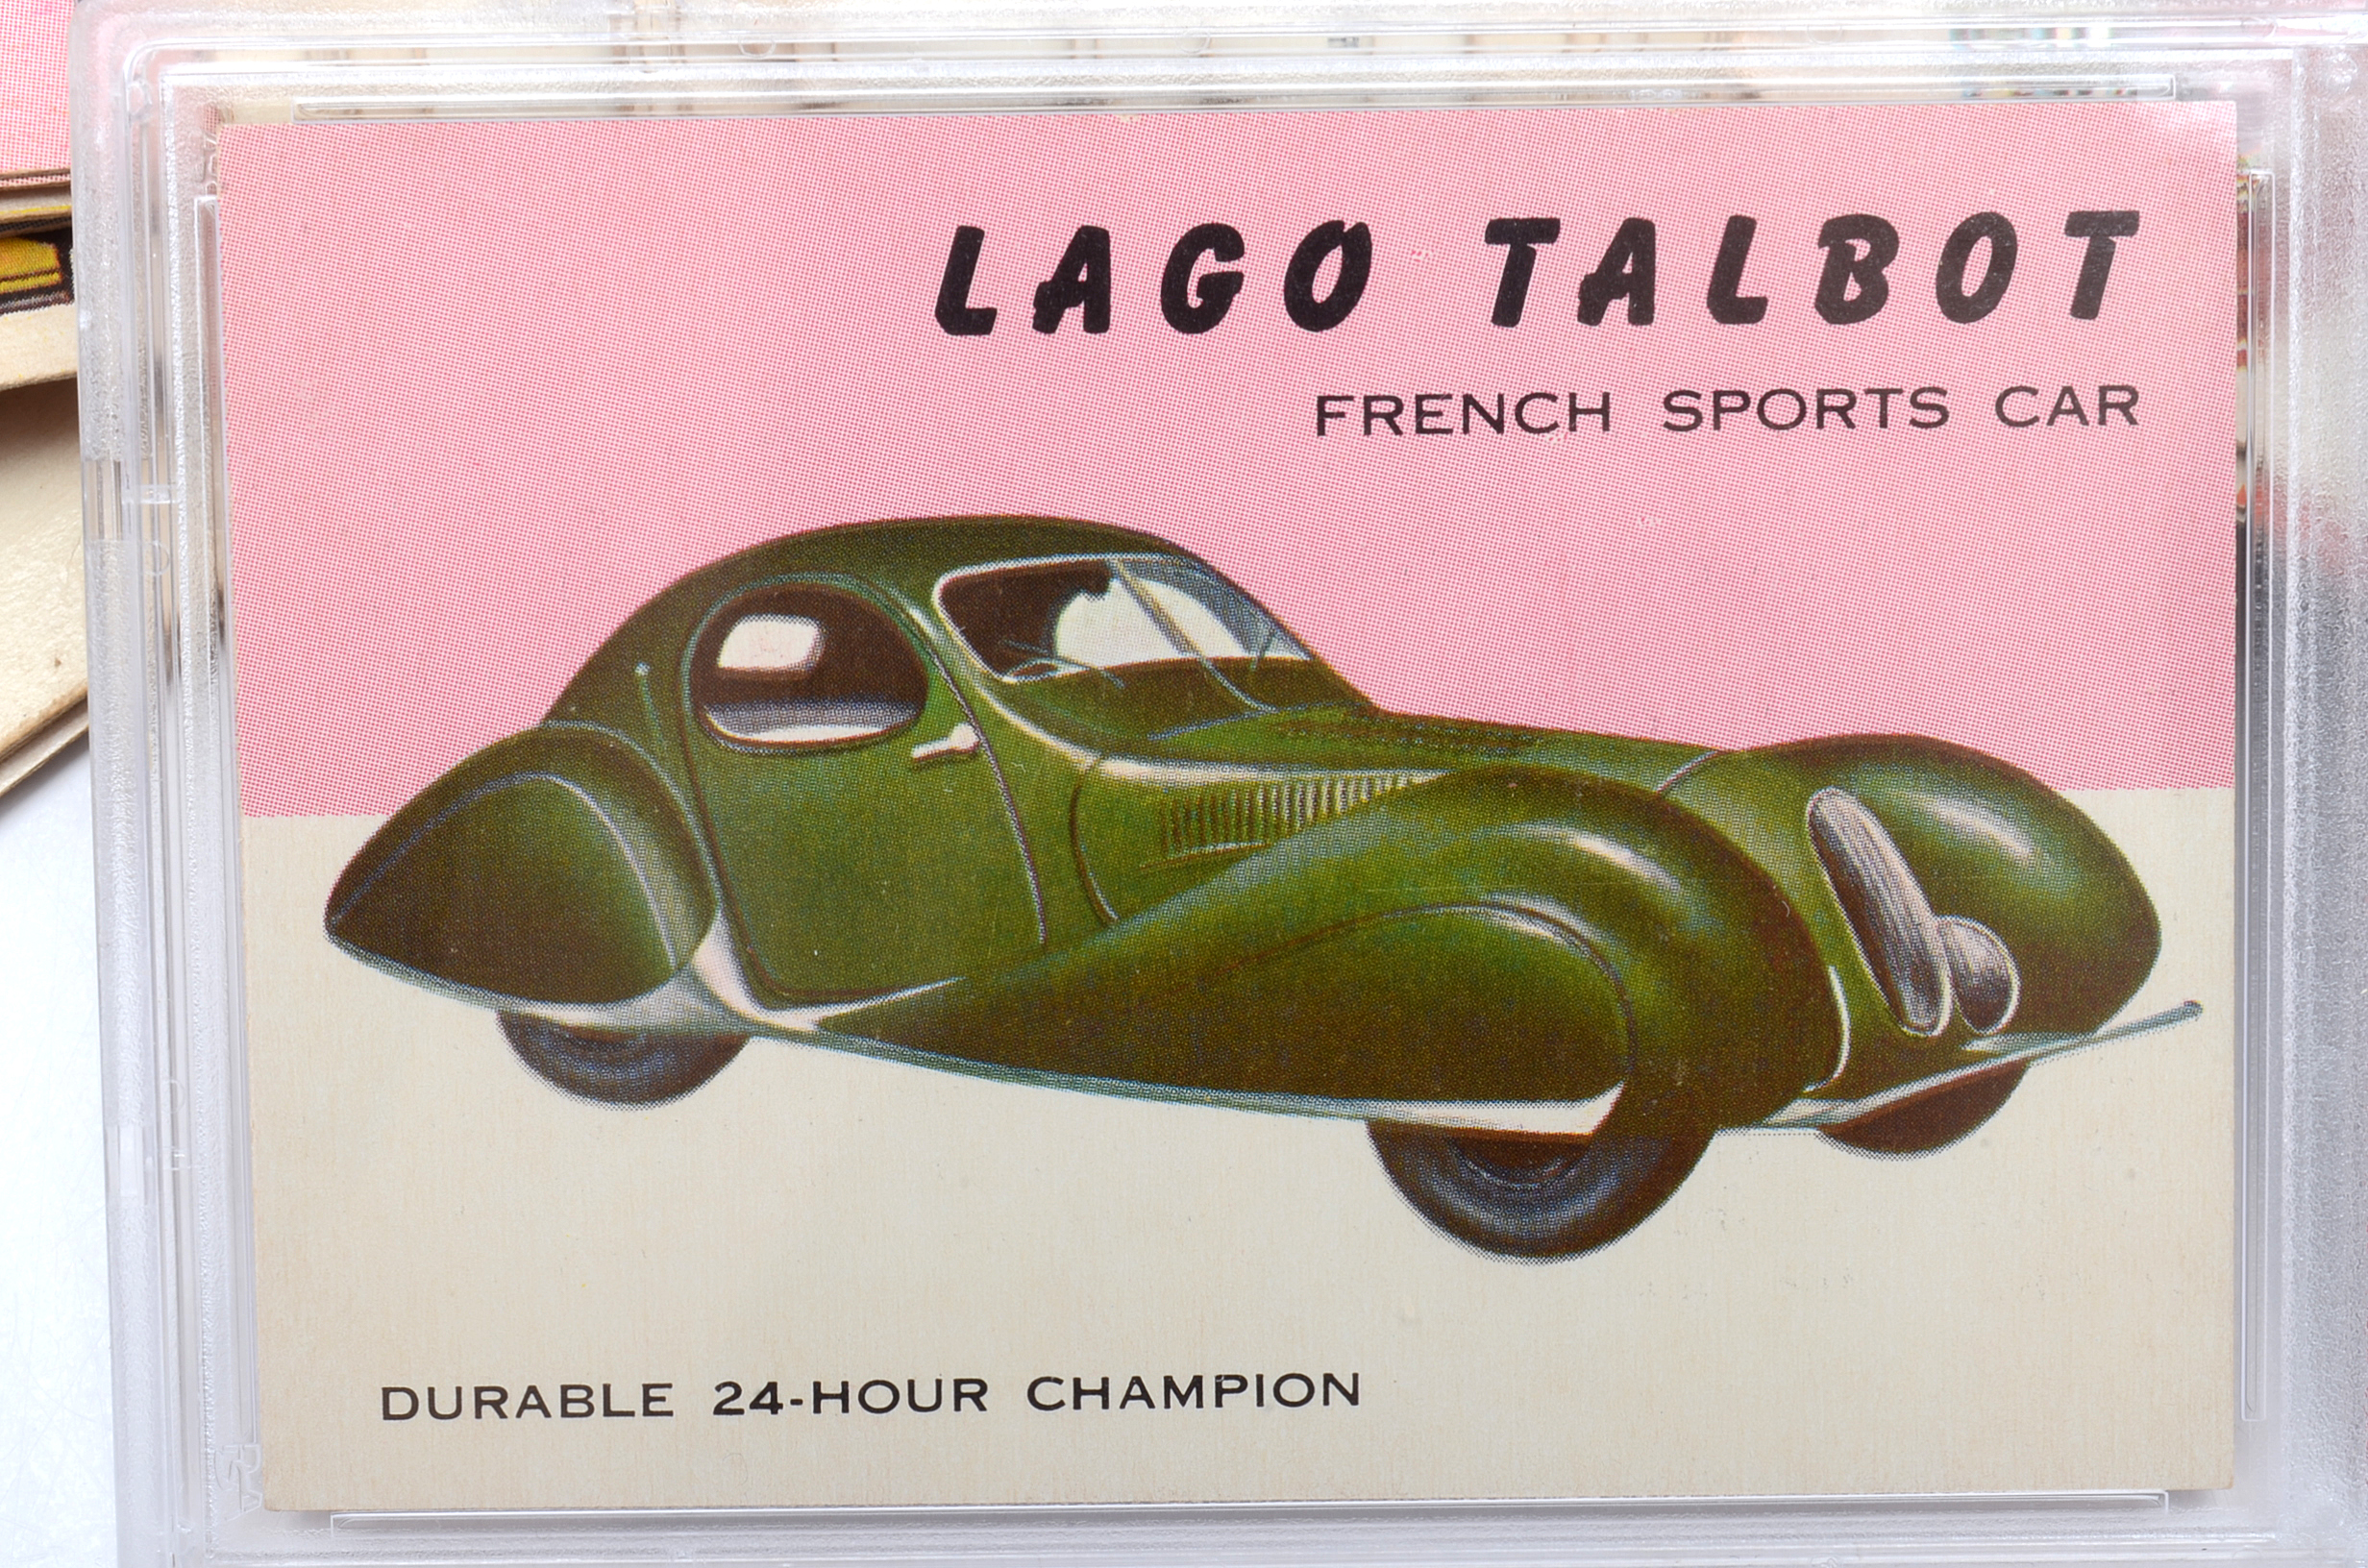 LAGO TALBOT
FRENCH SPORTS CAR
DURABLE 24-HOUR CHAMPION